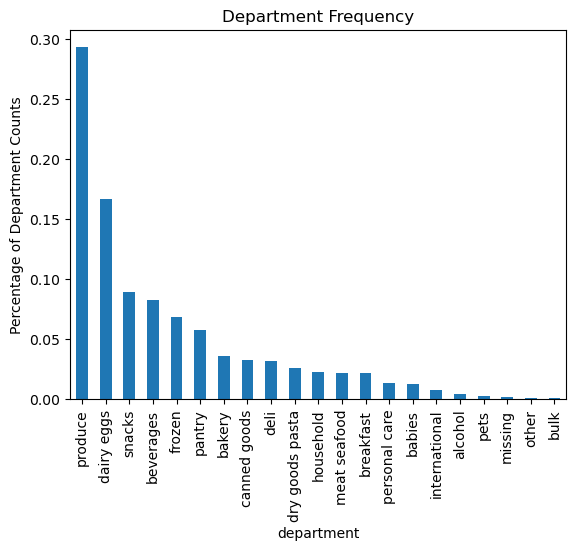 Department Frequency
Percentage of Department Counts
0.30
0.25
0.20
0.15
0.10
0.05
0.00
produce
dairy eggs
snacks
beverages
frozen
pantry
bakery
canned goods
deli
dry goods pasta
household
meat seafood
breakfast
personal care
babies
international
alcohol
pets
missing
other
bulk
department